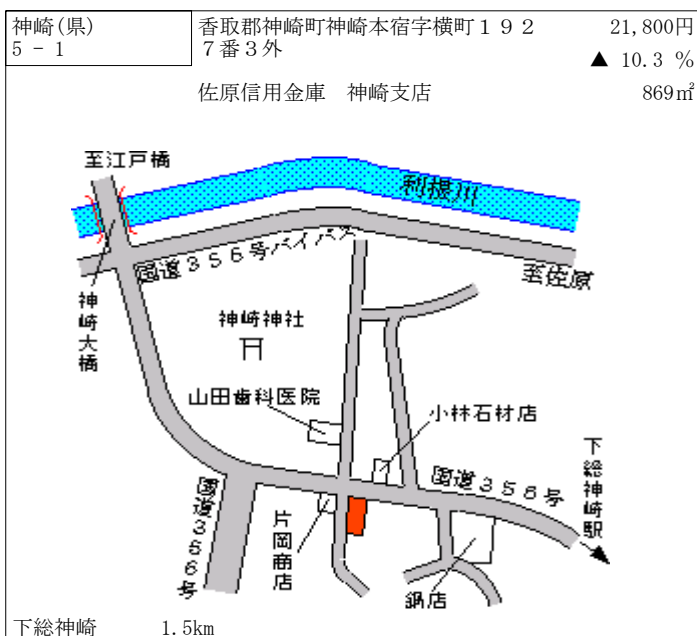 神崎(県)
5 - 1
香取郡神崎町神崎本宿字横町１９２
７番３外
21,800円
▲ 10.3 %
佐原信用金庫　神崎支店
869㎡
至江戸橋
利根川
国道３５６号バイパス
至佐原
神崎大橋
神崎神社
山田歯科医院
小林石材店
下総神崎駅
国道３５６号
国道３５６号
片岡商店
鍋店
下総神崎
1.5km